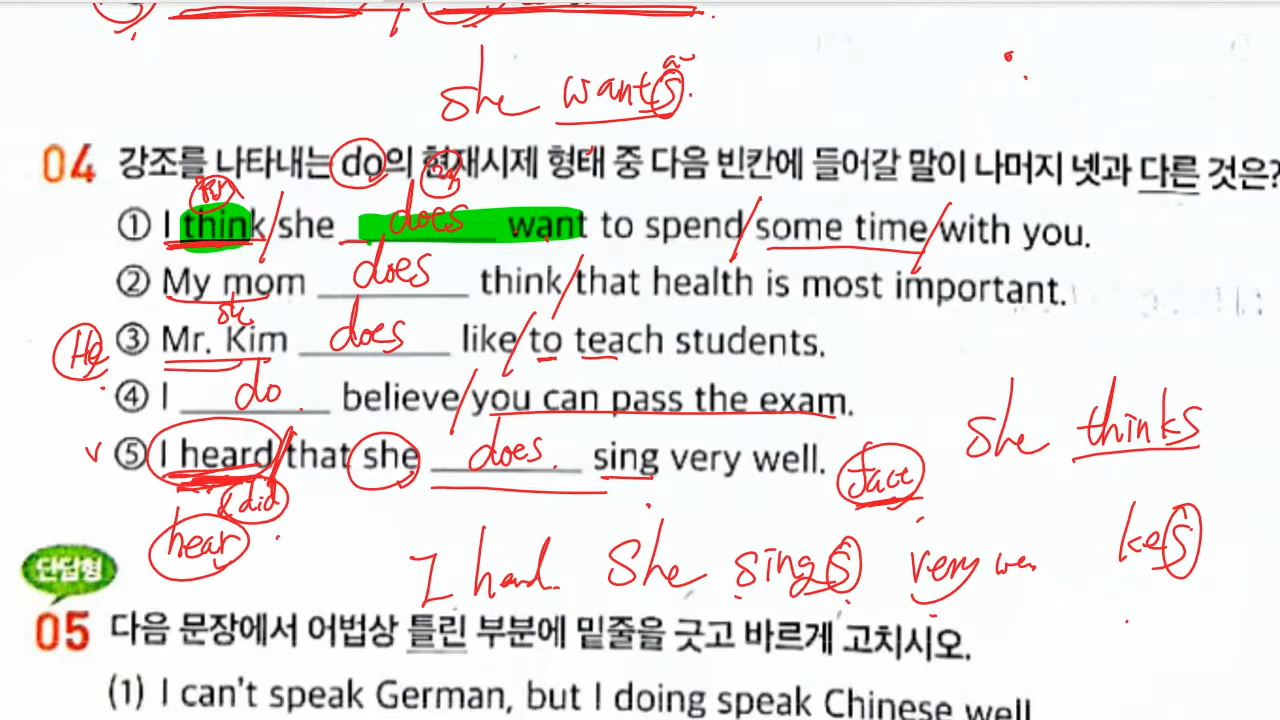 she wants.
04 강조를 나타내는 do의 현재시제 형태 중 다음 빈칸에 들어갈 말이 나머지 넷과 다른 것은?
① I think she does want to spend some time with you.
② My mom does think that health is most important.
she
He ③ Mr. Kim does like to teach students.
④ I do believe you can pass the exam.
she thinks
v ⑤ I heard that she does sing very well. fact
did
hear
I heard she sings very
단답형
05 다음 문장에서 어법상 틀린 부분에 밑줄을 긋고 바르게 고치시오.
(1) I can't speak German, but I doing speak Chinese well